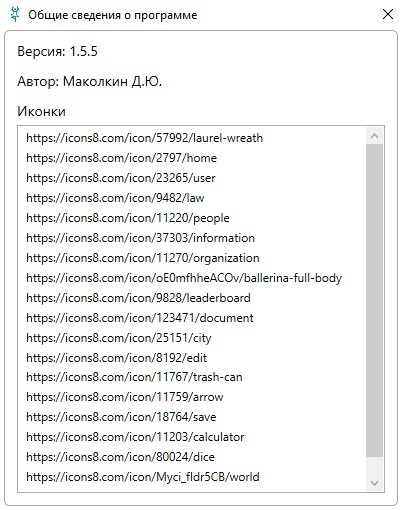 Общие сведения о программе
Версия: 1.5.5
Автор: Маколкин Д.Ю.
Иконки
https://icons8.com/icon/57992/laurel-wreath
https://icons8.com/icon/2797/home
https://icons8.com/icon/23265/user
https://icons8.com/icon/9482/law
https://icons8.com/icon/11220/people
https://icons8.com/icon/37303/information
https://icons8.com/icon/11270/organization
https://icons8.com/icon/oE0mfhheACOv/ballerina-full-body
https://icons8.com/icon/9828/leaderboard
https://icons8.com/icon/123471/document
https://icons8.com/icon/25151/city
https://icons8.com/icon/8192/edit
https://icons8.com/icon/11767/trash-can
https://icons8.com/icon/11759/arrow
https://icons8.com/icon/18764/save
https://icons8.com/icon/11203/calculator
https://icons8.com/icon/80024/dice
https://icons8.com/icon/Myci_fldr5CB/world